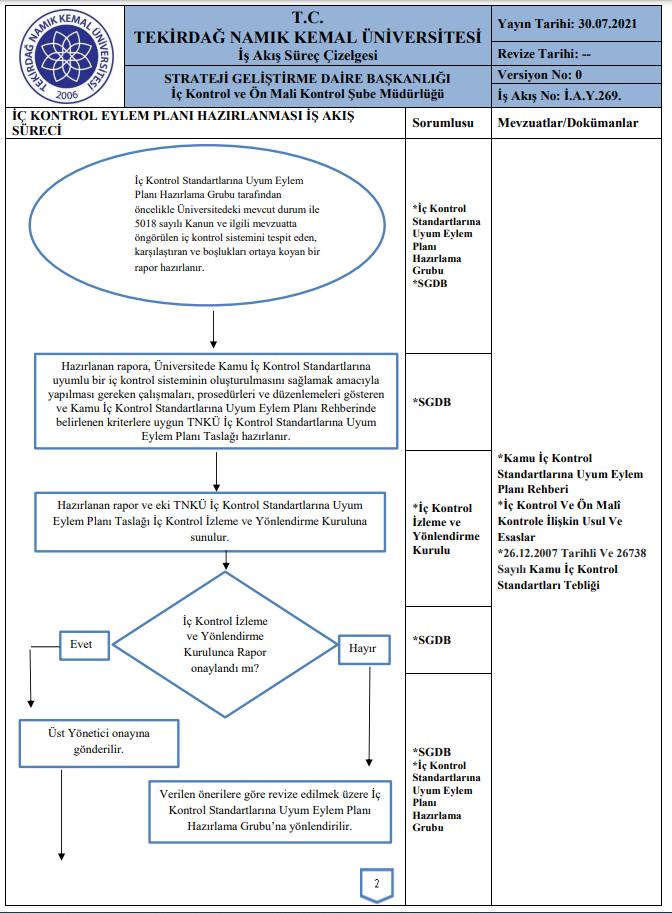 TEKİRDAĞ NAMIK KEMAL ÜNİVERSİTESİ
2006
T.C.
TEKİRDAĞ NAMIK KEMAL ÜNİVERSİTESİ
İş Akış Süreç Çizelgesi
STRATEJİ GELİŞTİRME DAİRE BAŞKANLIĞI
İç Kontrol ve Ön Mali Kontrol Şube Müdürlüğü
Yayın Tarihi: 30.07.2021
Revize Tarihi: --
Versiyon No: 0
İş Akış No: İ.A.Y.269.
İÇ KONTROL EYLEM PLANI HAZIRLANMASI İŞ AKIŞ
SÜRECİ
Sorumlusu
Mevzuatlar/Dokümanlar
İç Kontrol Standartlarına Uyum Eylem
Planı Hazırlama Grubu tarafından
öncelikle Üniversitedeki mevcut durum ile
5018 sayılı Kanun ve ilgili mevzuatta
öngörülen iç kontrol sistemini tespit eden,
karşılaştıran ve boşlukları ortaya koyan bir
rapor hazırlanır.
*İç Kontrol
Standartlarına
Uyum Eylem
Planı
Hazırlama
Grubu
*SGDB
Hazırlanan rapora, Üniversitede Kamu İç Kontrol Standartlarına
uyumlu bir iç kontrol sisteminin oluşturulmasını sağlamak amacıyla
yapılması gereken çalışmaları, prosedürleri ve düzenlemeleri gösteren
ve Kamu İç Kontrol Standartlarına Uyum Eylem Planı Rehberinde
belirlenen kriterlere uygun TNKÜ İç Kontrol Standartlarına Uyum
Eylem Planı Taslağı hazırlanır.
*SGDB
Hazırlanan rapor ve eki TNKÜ İç Kontrol Standartlarına Uyum
Eylem Planı Taslağı İç Kontrol İzleme ve Yönlendirme Kuruluna
sunulur.
*İç Kontrol
İzleme ve
Yönlendirme
Kurulu
*Kamu İç Kontrol
Standartlarına Uyum Eylem
Planı Rehberi
*İç Kontrol Ve Ön Malî
Kontrole İlişkin Usul Ve
Esaslar
*26.12.2007 Tarihli Ve 26738
Sayılı Kamu İç Kontrol
Standartları Tebliği
İç Kontrol İzleme
ve Yönlendirme
Kurulunca Rapor
onaylandı mı?
Evet
Hayır
*SGDB
Üst Yönetici onayına
gönderilir.
Verilen önerilere göre revize edilmek üzere İç
Kontrol Standartlarına Uyum Eylem Planı
Hazırlama Grubu’na yönlendirilir.
*SGDB
*İç Kontrol
Standartlarına
Uyum Eylem
Planı
Hazırlama
Grubu
2